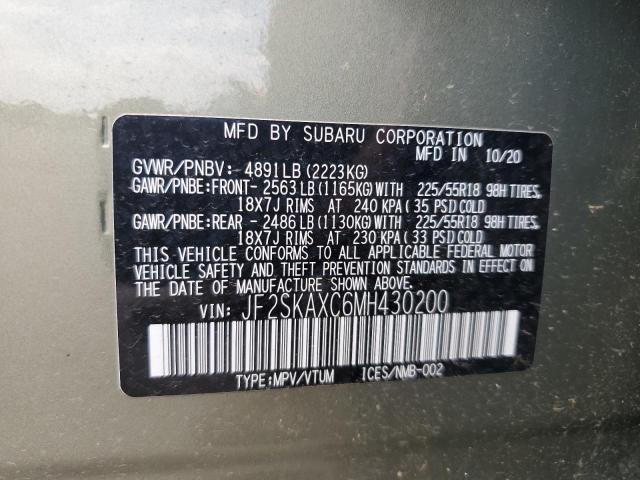 MFD BY SUBARU CORPORATION
MFD IN 10/20
GVWR/PNBV: 4891LB (2223KG)
GAWR/PNBE:FRONT- 2563LB (1165KG) WITH 225/55R18 98H TIRES,
18X7J RIMS AT 240 KPA (35 PSI) COLD
GAWR/PNBE:REAR - 2486LB (1130KG) WITH 225/55R18 98H TIRES,
18X7J RIMS AT 230 KPA (33 PSI) COLD
THIS VEHICLE CONFORMS TO ALL APPLICABLE FEDERAL MOTOR
VEHICLE SAFETY AND THEFT PREVENTION STANDARDS IN EFFECT ON
THE DATE OF MANUFACTURE SHOWN ABOVE.
VIN: JF2SKAXC6MH430200
TYPE:MPV/VTUM ICES/NMB-002